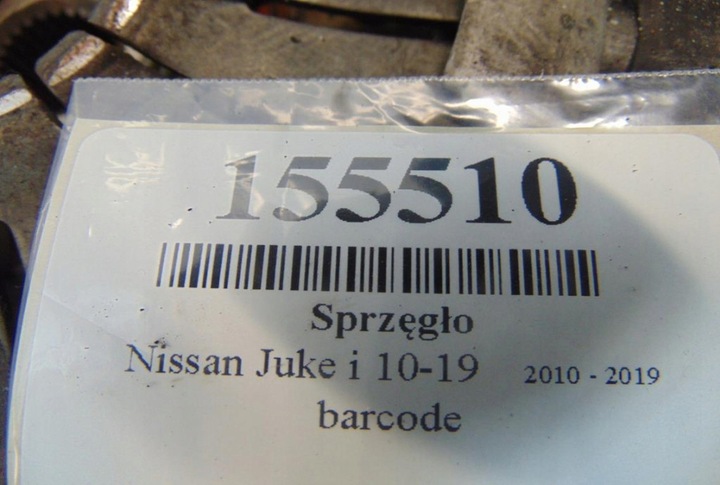 155510
Sprzęgło
Nissan Juke i 10-19 2010 - 2019
barcode